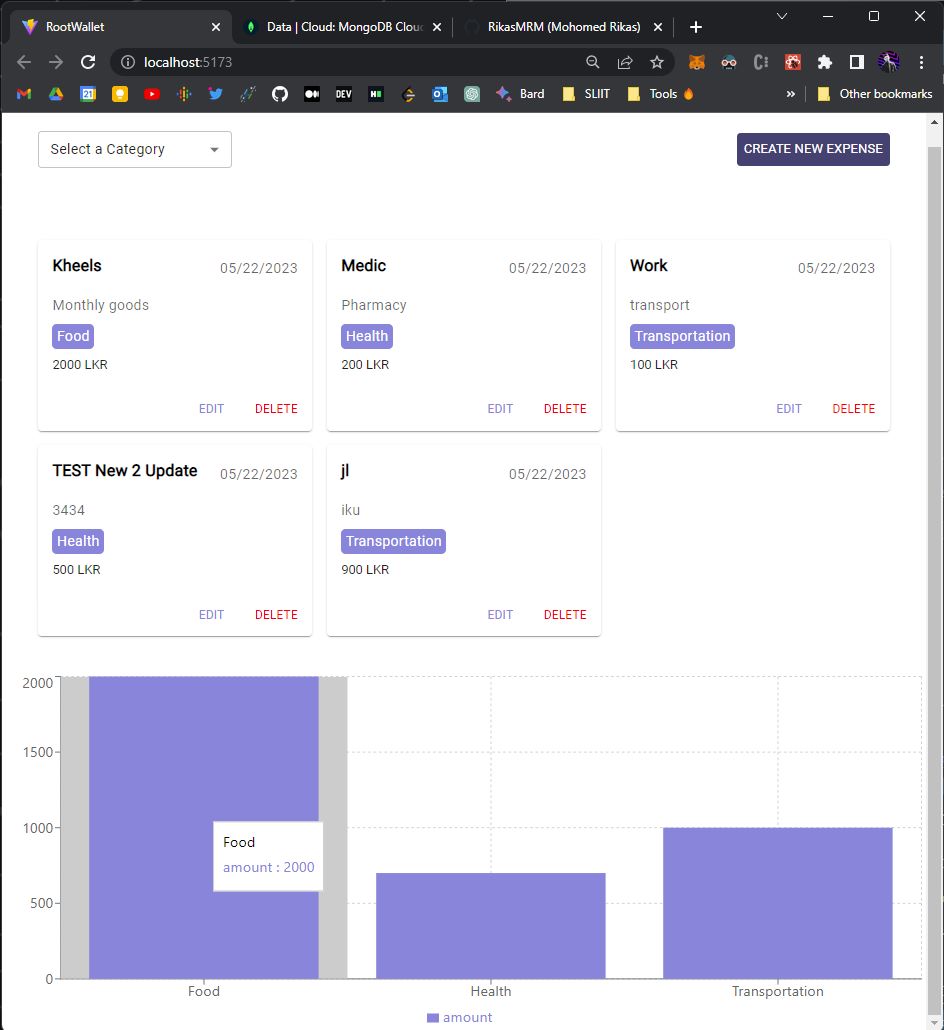 RootWallet
Data | Cloud: MongoDB Cloud
RikasMRM (Mohomed Rikas)
localhost:5173
31
DEV
Bard
SLIIT
Tools
»
Other bookmarks
Select a Category
CREATE NEW EXPENSE
Kheels 05/22/2023
Monthly goods
Food
2000 LKR
EDIT DELETE
Medic 05/22/2023
Pharmacy
Health
200 LKR
EDIT DELETE
Work 05/22/2023
transport
Transportation
100 LKR
EDIT DELETE
TEST New 2 Update 05/22/2023
3434
Health
500 LKR
EDIT DELETE
jl 05/22/2023
iku
Transportation
900 LKR
EDIT DELETE
2000
1500
1000
500
0
Food
amount : 2000
Food Health Transportation
amount